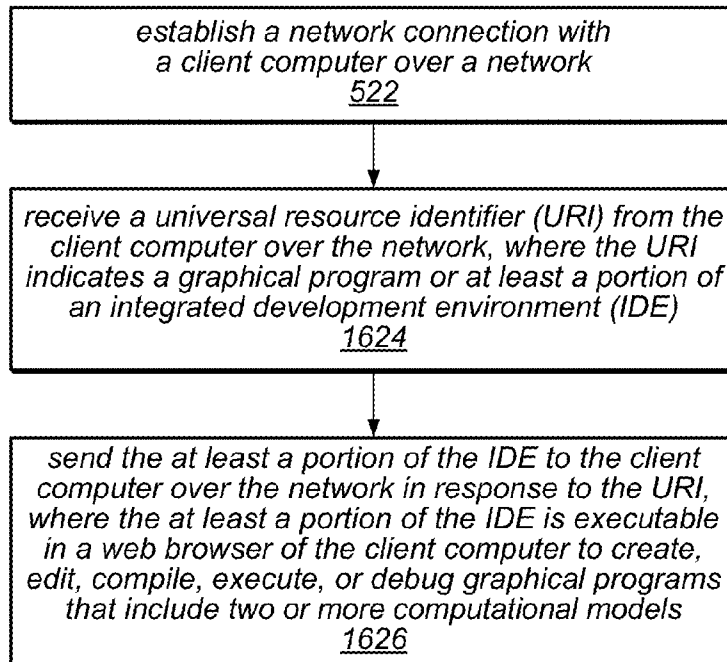 establish a network connection with
a client computer over a network
522
receive a universal resource identifier (URI) from the
client computer over the network, where the URI
indicates a graphical program or at least a portion of
an integrated development environment (IDE)
1624
send the at least a portion of the IDE to the client
computer over the network in response to the URI,
where the at least a portion of the IDE is executable
in a web browser of the client computer to create,
edit, compile, execute, or debug graphical programs
that include two or more computational models
1626